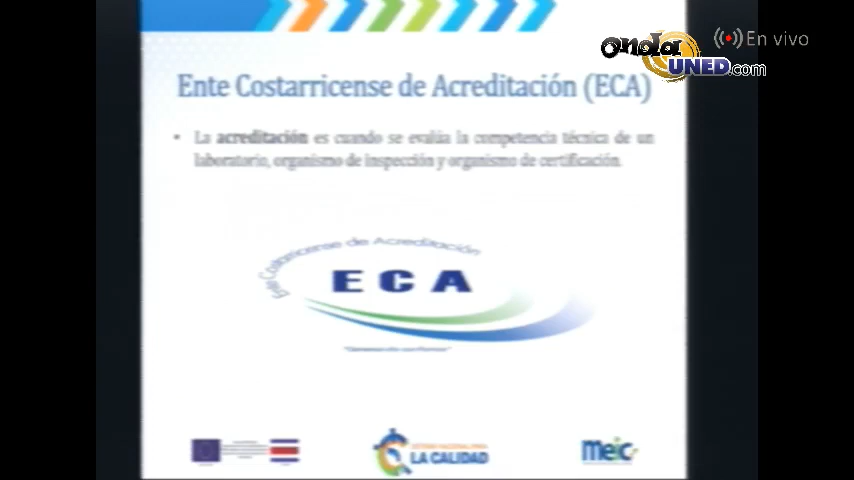 onda
UNED.com
En vivo
Ente Costarricense de Acreditación (ECA)
• La acreditación es cuando se evalúa la competencia técnica de un
laboratorio, organismo de inspección y organismo de certificación.
Ente Costarricense de Acreditación
ECA
LA CALIDAD
meic